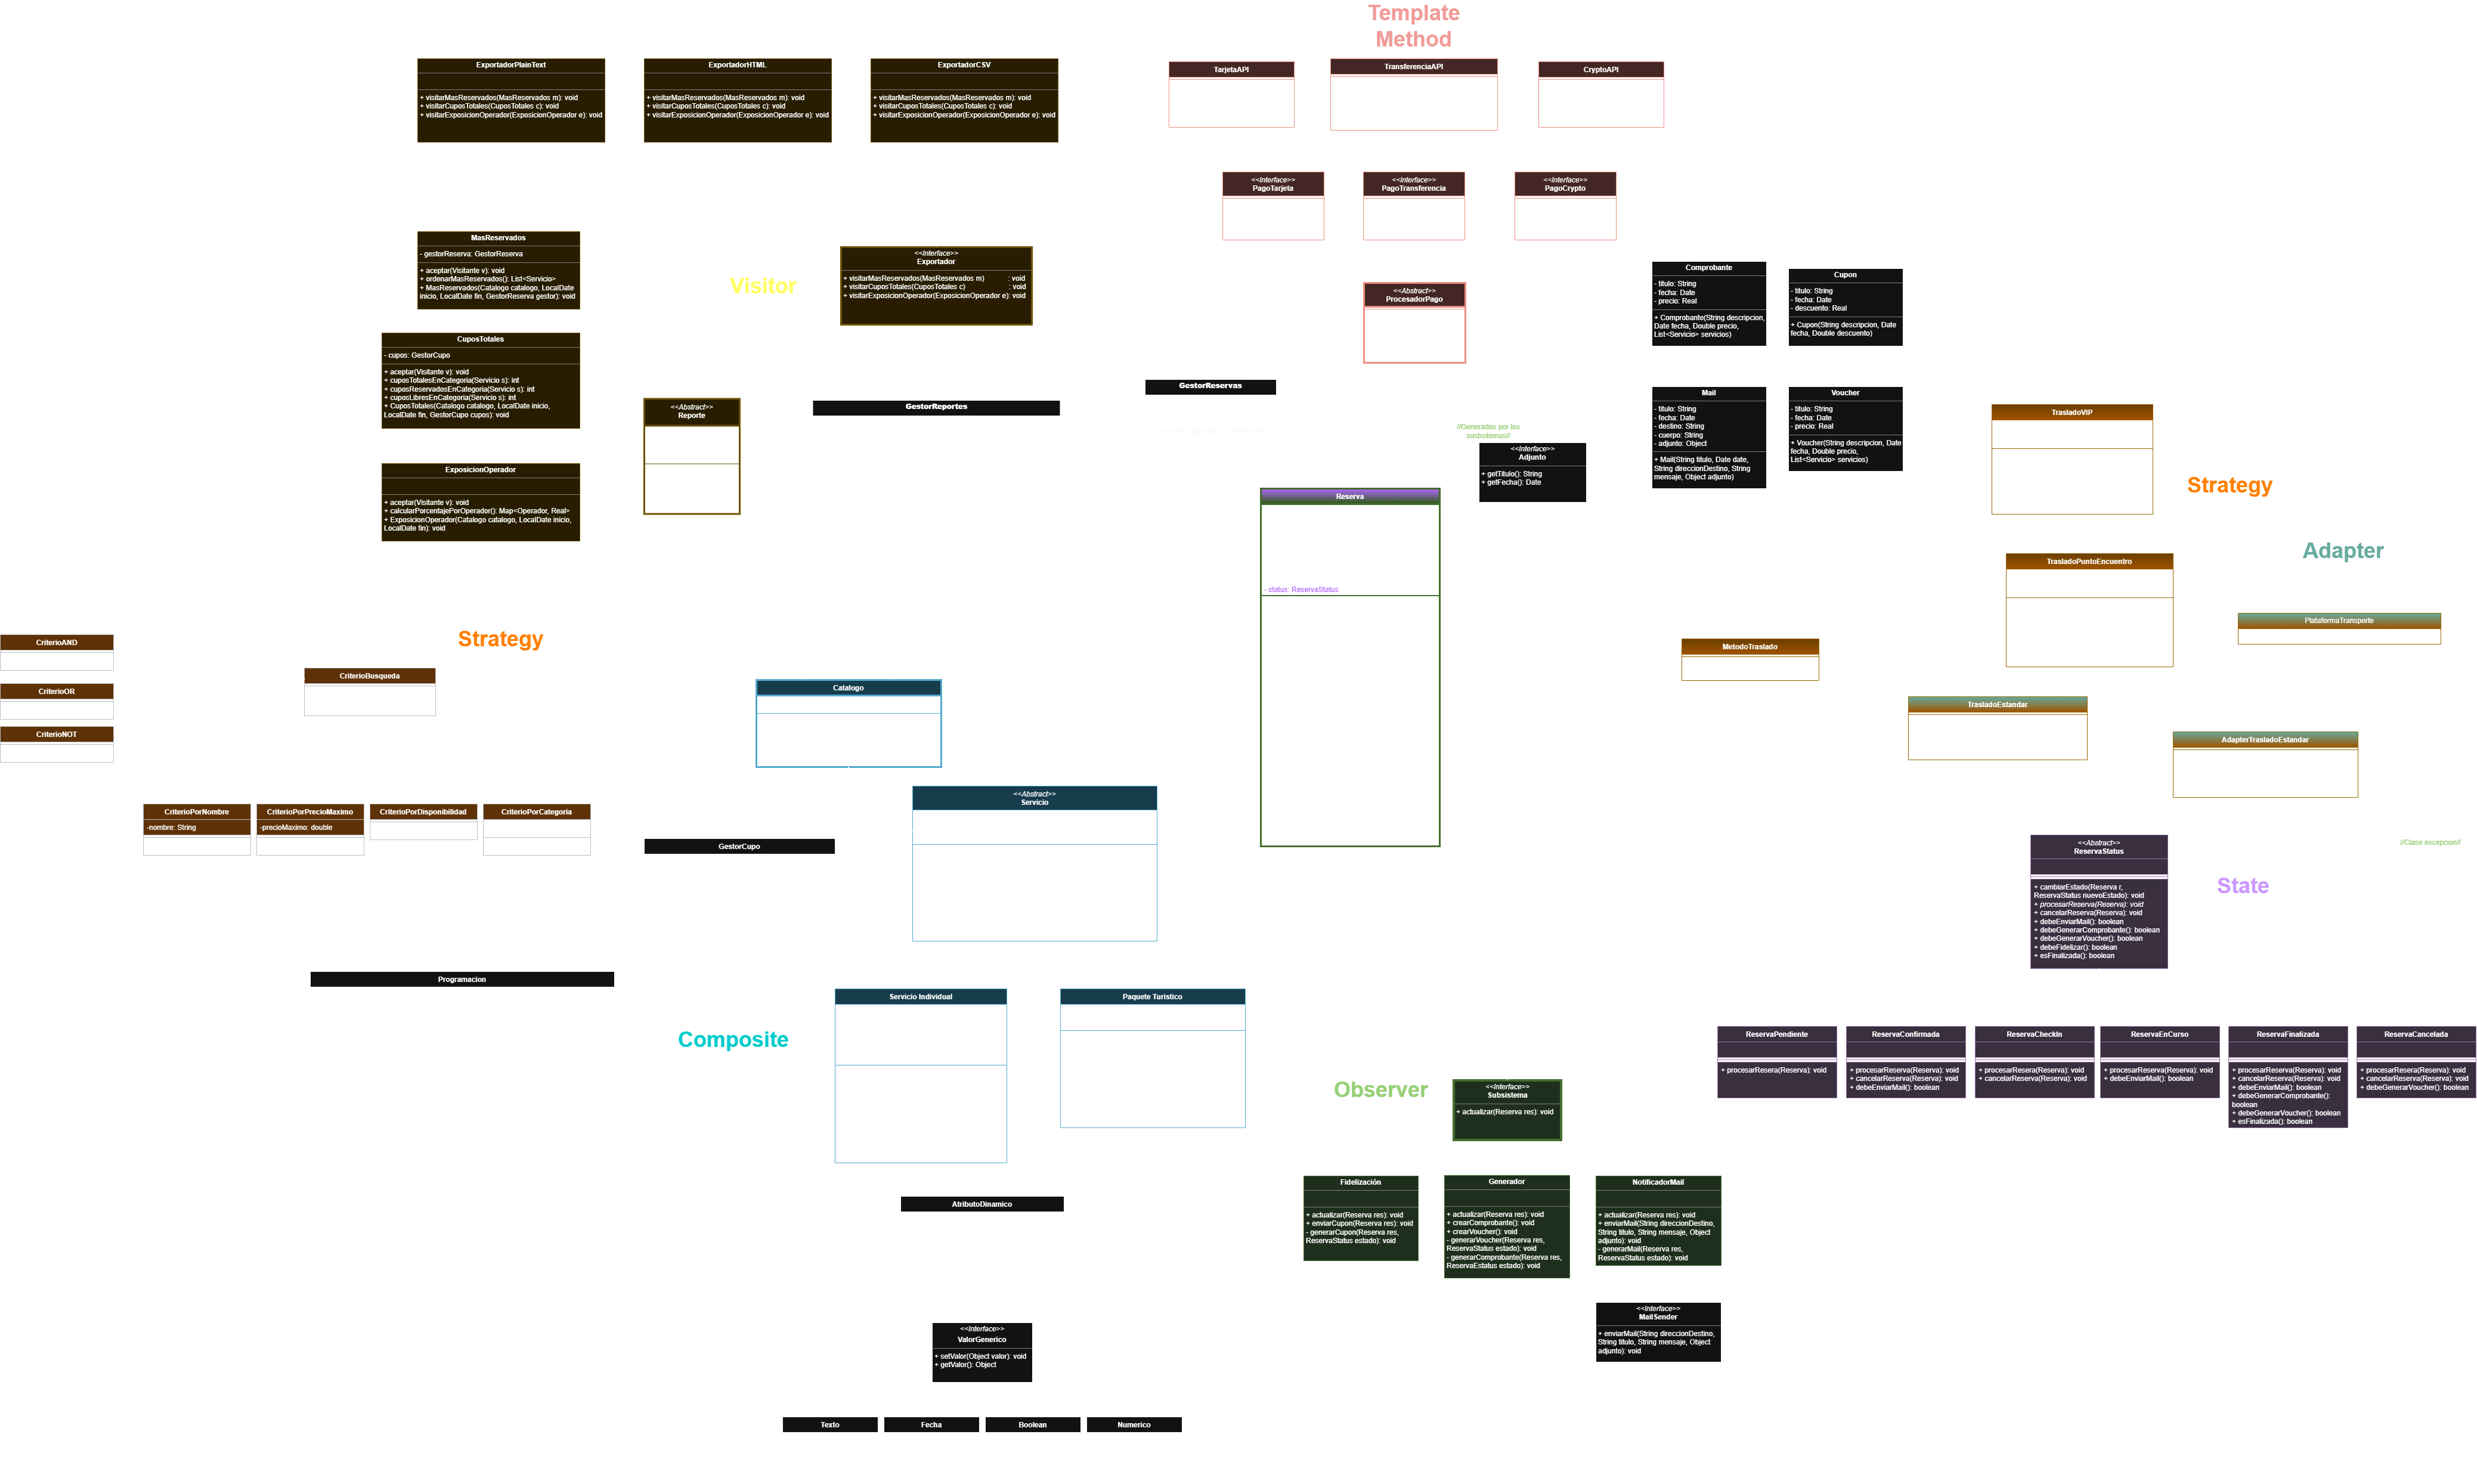 Template
Method
ExportadorPlainText
+ visitarMasReservados(MasReservados m): void
+ visitarCuposTotales(CuposTotales c): void
+ visitarExposicionOperador(ExposicionOperador e): void
ExportadorHTML
+ visitarMasReservados(MasReservados m): void
+ visitarCuposTotales(CuposTotales c): void
+ visitarExposicionOperador(ExposicionOperador e): void
ExportadorCSV
+ visitarMasReservados(MasReservados m): void
+ visitarCuposTotales(CuposTotales c): void
+ visitarExposicionOperador(ExposicionOperador e): void
TarjetaAPI
TransferenciaAPI
CryptoAPI
<<Interface>>
PagoTarjeta
<<Interface>>
PagoTransferencia
<<Interface>>
PagoCrypto
MasReservados
- gestorReserva: GestorReserva
+ aceptar(Visitante v): void
+ ordenarMasReservados(): List<Servicio>
+ MasReservados(Catalogo catalogo, LocalDate
inicio, LocalDate fin, GestorReserva gestor): void
Visitor
<<Interface>>
Exportador
+ visitarMasReservados(MasReservados m) : void
+ visitarCuposTotales(CuposTotales c) : void
+ visitarExposicionOperador(ExposicionOperador e): void
<<Abstract>>
ProcesadorPago
Comprobante
- titulo: String
- fecha: Date
- precio: Real
+ Comprobante(String descripcion,
Date fecha, Double precio,
List<Servicio> servicios)
Cupon
- titulo: String
- fecha: Date
- descuento: Real
+ Cupon(String descripcion, Date
fecha, Double descuento)
CuposTotales
- cupos: GestorCupo
+ aceptar(Visitante v): void
+ cuposTotalesEnCategoria(Servicio s): int
+ cuposReservadosEnCategoria(Servicio s): int
+ cuposLibresEnCategoria(Servicio s): int
+ CuposTotales(Catalogo catalogo, LocalDate inicio,
LocalDate fin, GestorCupo cupos): void
<<Abstract>>
Reporte
GestorReportes
GestorReservas
//Generados por los
susbsitemas//
<<Interface>>
Adjunto
+ getTitulo(): String
+ getFecha(): Date
Mail
- titulo: String
- fecha: Date
- destino: String
- cuerpo: String
- adjunto: Object
+ Mail(String titulo, Date date,
String direccionDestino, String
mensaje, Object adjunto)
Voucher
- titulo: String
- fecha: Date
- precio: Real
+ Voucher(String descripcion, Date
fecha, Double precio,
List<Servicio> servicios)
TrasladoVIP
Strategy
ExposicionOperador
+ aceptar(Visitante v): void
+ calcularPorcentajePorOperador(): Map<Operador, Real>
+ ExposicionOperador(Catalogo catalogo, LocalDate inicio,
LocalDate fin): void
Reserva
- status: ReservaStatus
Adapter
TrasladoPuntoEncuentro
PlataformaTransporte
MetodoTraslado
TrasladoEstandar
AdapterTrasladoEstandar
Strategy
CriterioAND
CriterioOR
CriterioNOT
CriterioBusqueda
Catalogo
<<Abstract>>
Servicio
CriterioPorNombre
-nombre: String
CriterioPorPrecioMaximo
-precioMaximo: double
CriterioPorDisponibilidad
CriterioPorCategoria
GestorCupo
<<Abstract>>
ReservaStatus
+ cambiarEstado(Reserva r,
ReservaStatus nuevoEstado): void
+ procesarReserva(Reserva): void
+ cancelarReserva(Reserva): void
+ debeEnviarMail(): boolean
+ debeGenerarComprobante(): boolean
+ debeGenerarVoucher(): boolean
+ debeFidelizar(): boolean
+ esFinalizada(): boolean
//Clase excepcion//
State
Programacion
Servicio Individual
Paquete Turistico
Composite
Observer
<<Interface>>
Subsistema
+ actualizar(Reserva res): void
ReservaPendiente
+ procesarResera(Reserva): void
ReservaConfirmada
+ procesarReserva(Reserva): void
+ cancelarReserva(Reserva): void
+ debeEnviarMail(): boolean
ReservaCheckIn
+ procesarReserva(Reserva): void
+ cancelarReserva(Reserva): void
ReservaEnCurso
+ procesarReserva(Reserva): void
+ debeEnviarMail(): boolean
ReservaFinalizada
+ procesarReserva(Reserva): void
+ cancelarReserva(Reserva): void
+ debeEnviarMail(): boolean
+ debeGenerarComprobante():
boolean
+ debeGenerarVoucher(): boolean
+ esFinalizada(): boolean
ReservaCancelada
+ procesarReserva(Reserva): void
+ cancelarReserva(Reserva): void
+ debeGenerarVoucher(): boolean
AtributoDinamico
Fidelización
+ actualizar(Reserva res): void
+ enviarCupon(Reserva res): void
- generarCupon(Reserva res,
ReservaStatus estado): void
Generador
+ actualizar(Reserva res): void
+ crearComprobante(): void
+ crearVoucher(): void
- generarVoucher(Reserva res,
ReservaStatus estado): void
- generarComprobante(Reserva res,
ReservaEstatus estado): void
NotificadorMail
+ actualizar(Reserva res): void
+ enviarMail(String direccionDestino,
String titulo, String mensaje, Object
adjunto): void
- generarMail(Reserva res,
ReservaStatus estado): void
<<Interface>>
MailSender
+ enviarMail(String direccionDestino,
String titulo, String mensaje, Object
adjunto): void
<<Interface>>
ValorGenerico
+ setValor(Object valor): void
+ getValor(): Object
Texto
Fecha
Boolean
Numerico